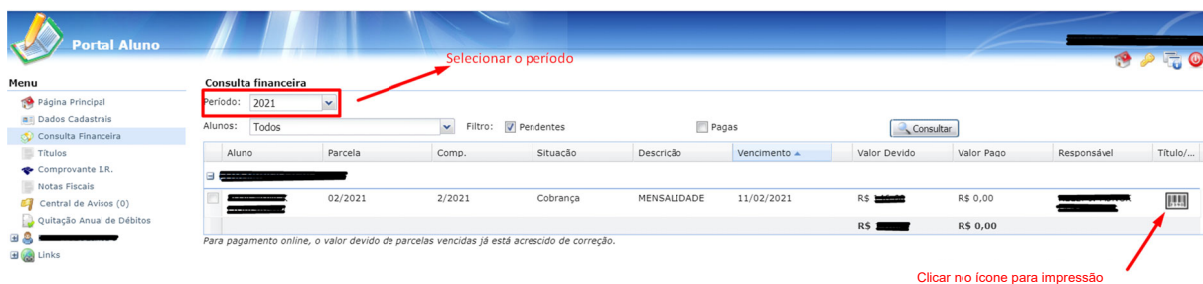 Portal Aluno
Selecionar o período
Menu
Página Principal
Dados Cadastrais
Consulta Financeira
Títulos
Comprovante IR.
Notas Fiscais
Central de Avisos (0)
Quitação Anua de Débitos
Links
Consulta financeira
Período: 2021
Alunos: Todos Filtro: Pendentes Pagas Consultar
Aluno Parcela Comp. Situação Descrição Vencimento Valor Devido Valor Pago Responsável Título/...
02/2021 2/2021 Cobrança MENSALIDADE 11/02/2021 R$ R$ 0,00
R$ R$ 0,00
Para pagamento online, o valor devido de parcelas vencidas já está acrescido de correção.
Clicar no ícone para impressão